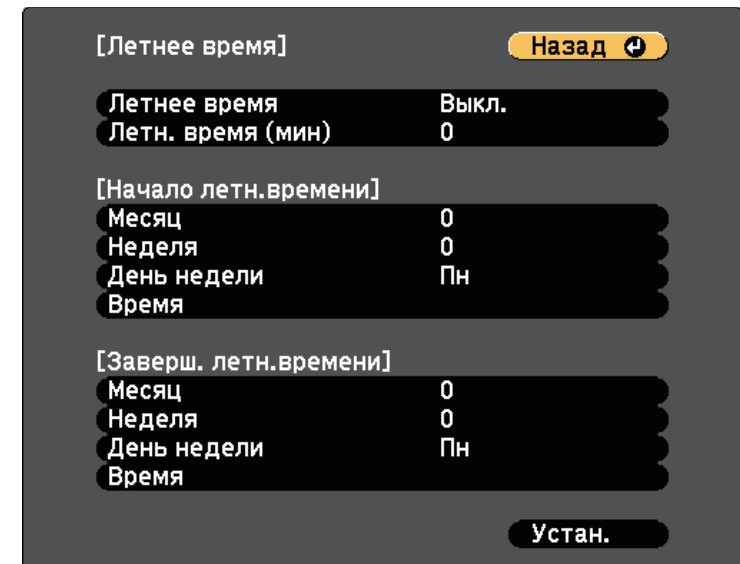 [Летнее время] Назад
Летнее время Выкл.
Летн. время (мин) 0
[Начало летн.времени]
Месяц 0
Неделя 0
День недели Пн
Время
[Заверш. летн.времени]
Месяц 0
Неделя 0
День недели Пн
Время
Устан.